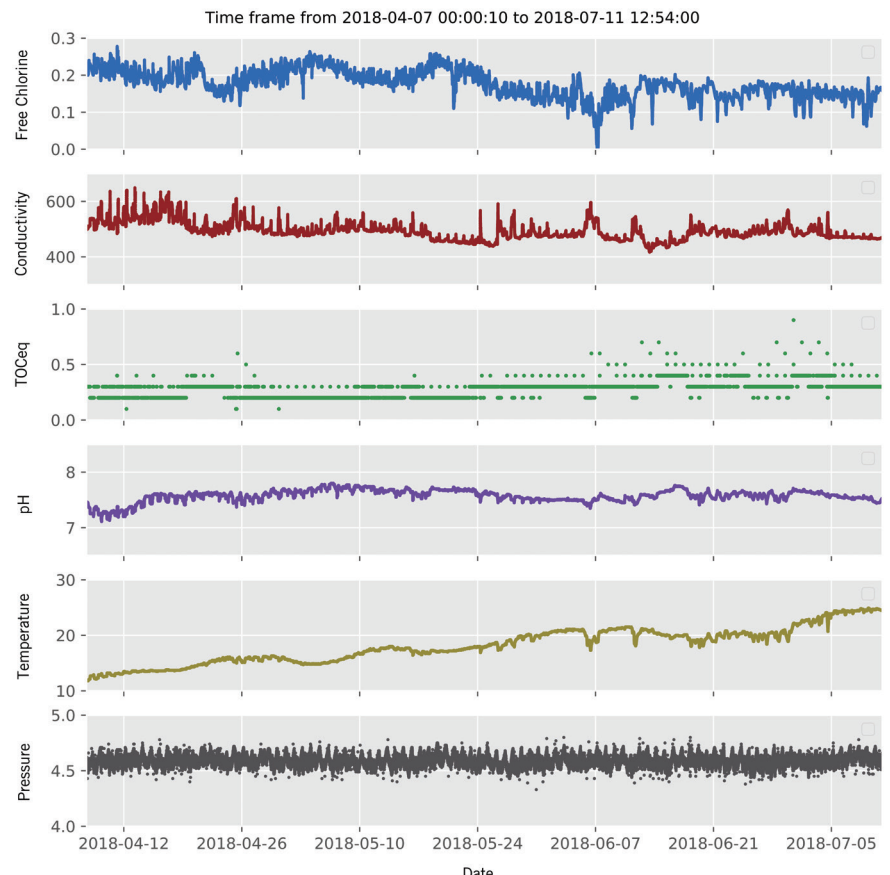 Time frame from 2018-04-07 00:00:10 to 2018-07-11 12:54:00
0.3
0.2
0.1
0.0
Free Chlorine
600
400
Conductivity
1.0
0.5
0.0
TOCeq
8
7
pH
30
20
10
Temperature
5.0
4.5
4.0
Pressure
2018-04-12 2018-04-26 2018-05-10 2018-05-24 2018-06-07 2018-06-21 2018-07-05
Date